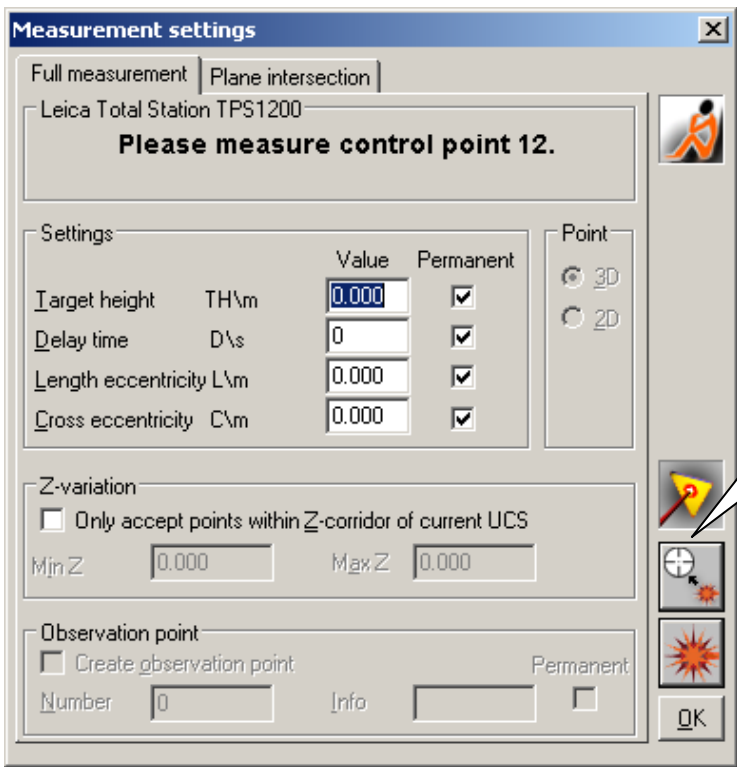 Measurement settings
Full measurement Plane intersection
Leica Total Station TPS1200
Please measure control point 12.
Settings Point
Value Permanent
3D
Target height TH\m 0.000
2D
Delay time D\s 0
Length eccentricity L\m 0.000
Cross eccentricity C\m 0.000
Z-variation
Only accept points within Z-corridor of current UCS
Min Z 0.000 Max Z 0.000
Observation point
Create observation point Permanent
Number 0 Info
OK